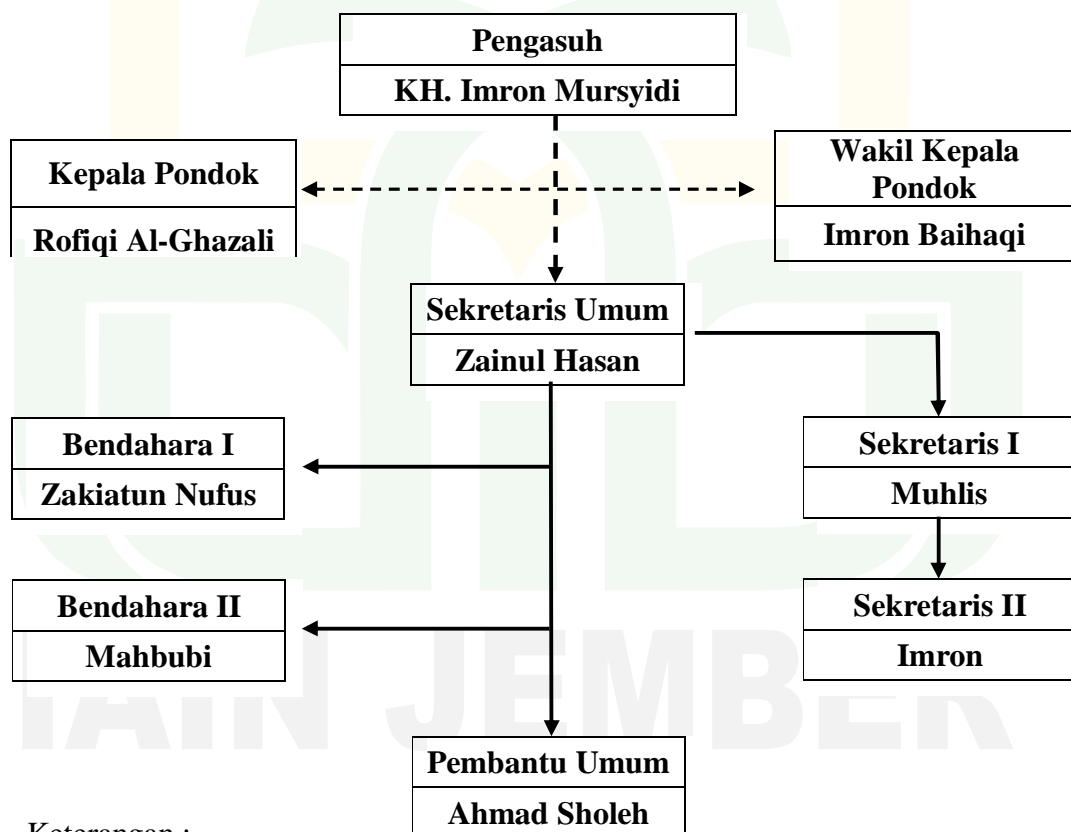 Pengasuh
KH. Imron Mursyidi
Kepala Pondok
Rofiqi Al-Ghazali
Wakil Kepala
Pondok
Imron Baihaqi
Sekretaris Umum
Zainul Hasan
Bendahara I
Zakiatun Nufus
Sekretaris I
Muhlis
Bendahara II
Mahbubi
Sekretaris II
Imron
IAIN JEMBER
Pembantu Umum
Ahmad Sholeh
Keterangan :